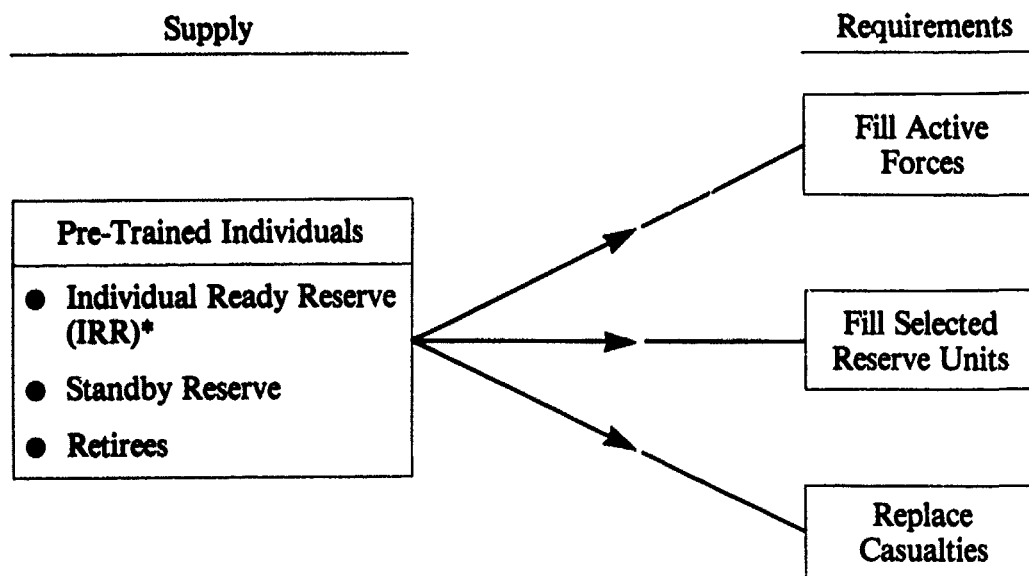 Supply
Requirements
Pre-Trained Individuals
● Individual Ready Reserve
(IRR)*
● Standby Reserve
● Retirees
Fill Active
Forces
Fill Selected
Reserve Units
Replace
Casualties